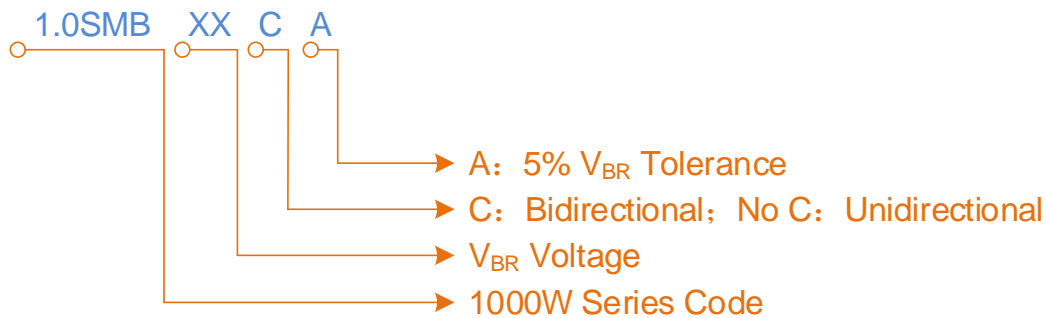 1.0SMB XX C A
A：5% VBR Tolerance
C：Bidirectional；No C：Unidirectional
VBR Voltage
1000W Series Code